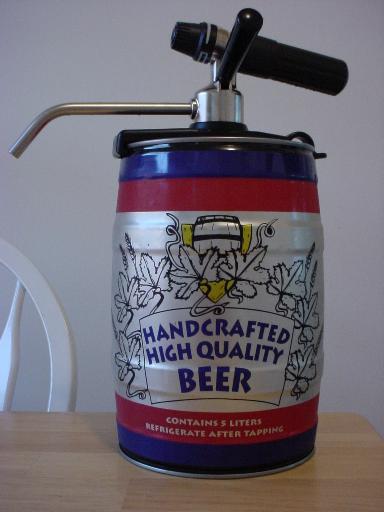 HANDCRAFTED
HIGH QUALITY
BEER
CONTAINS 5 LITERS
REFRIGERATE AFTER TAPPING